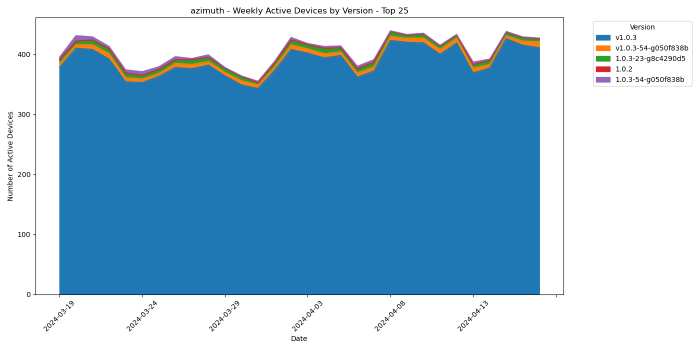 azimuth - Weekly Active Devices by Version - Top 25
Number of Active Devices
400
300
200
100
0
2024-03-19
2024-03-24
2024-03-29
2024-04-03
2024-04-08
2024-04-13
Date
Version
v1.0.3
v1.0.3-54-g050f838b
1.0.3-23-g8c4290d5
1.0.2
1.0.3-54-g050f838b